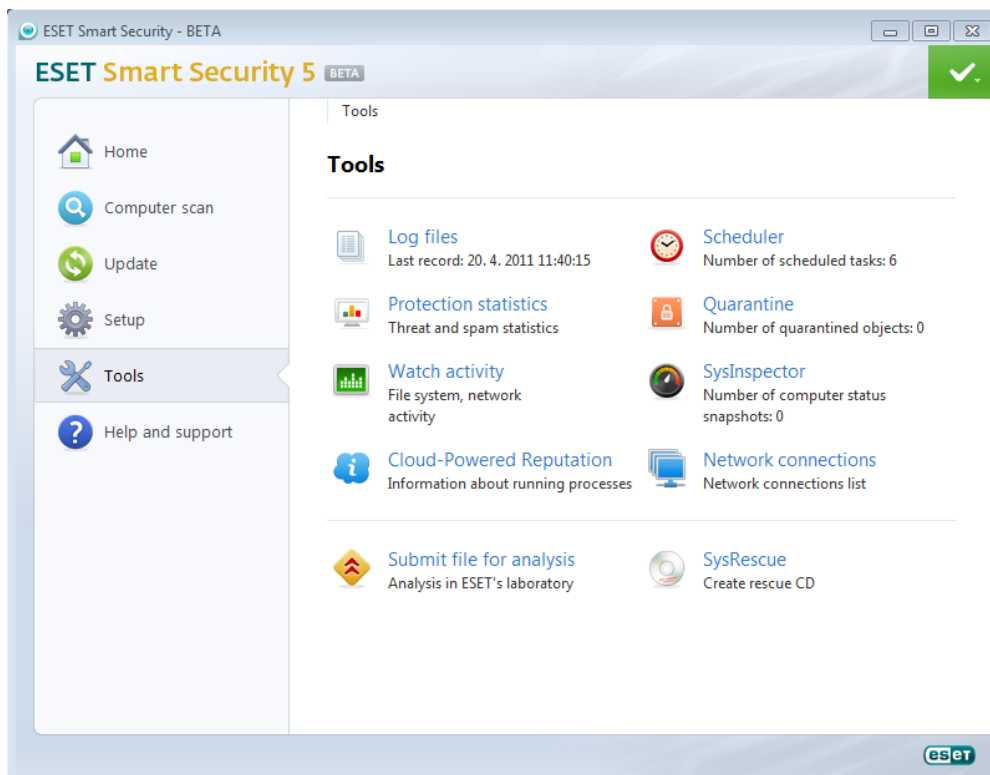 ESET Smart Security - BETA
ESET Smart Security 5 BETA
Home
Computer scan
Update
Setup
Tools
Help and support
Tools
Tools
Log files
Last record: 20. 4. 2011 11:40:15
Scheduler
Number of scheduled tasks: 6
Protection statistics
Threat and spam statistics
Quarantine
Number of quarantined objects: 0
Watch activity
File system, network
activity
SysInspector
Number of computer status
snapshots: 0
Cloud-Powered Reputation
Information about running processes
Network connections
Network connections list
Submit file for analysis
Analysis in ESET's laboratory
SysRescue
Create rescue CD
eset